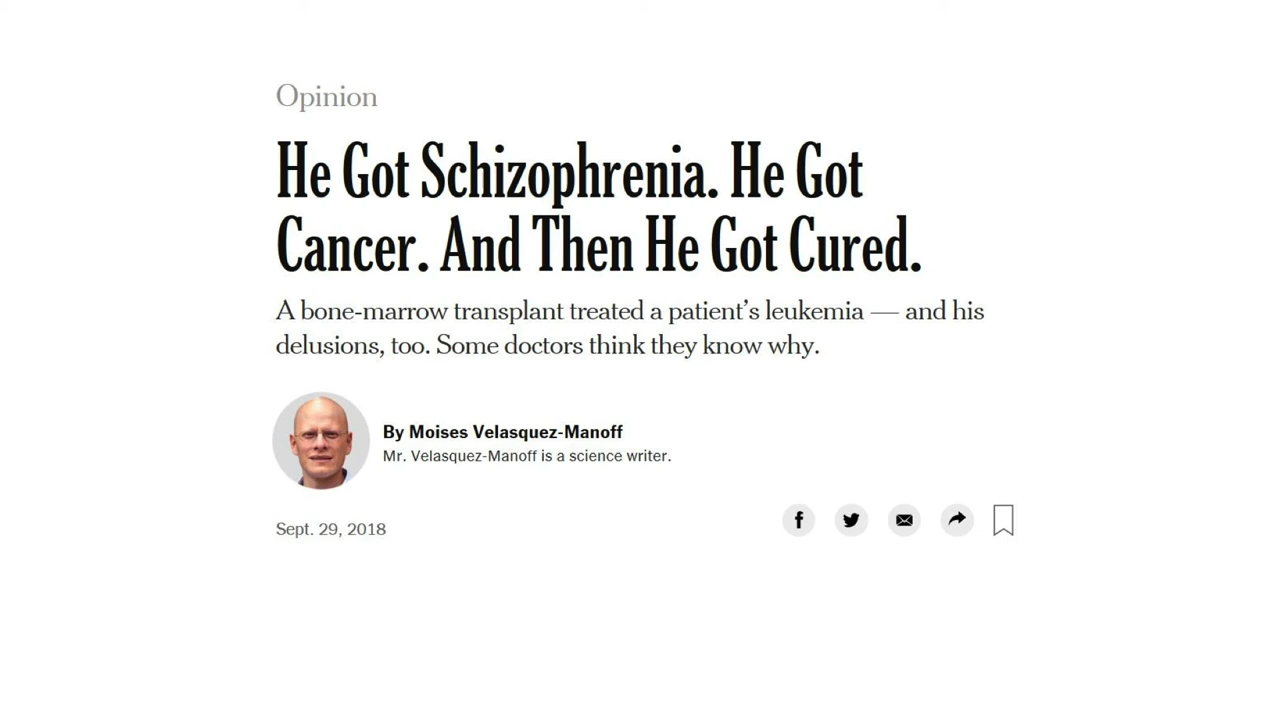 Opinion
He Got Schizophrenia. He Got
Cancer. And Then He Got Cured.
A bone-marrow transplant treated a patient’s leukemia — and his
delusions, too. Some doctors think they know why.
By Moises Velasquez-Manoff
Mr. Velasquez-Manoff is a science writer.
Sept. 29, 2018